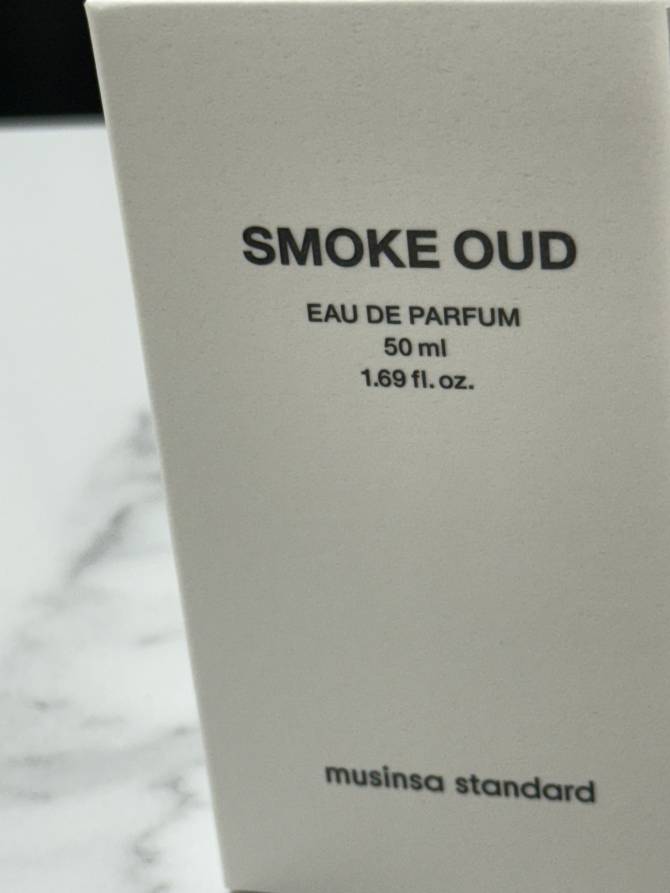 SMOKE OUD
EAU DE PARFUM
50 ml
1.69 fl. oz.
musinsa standard